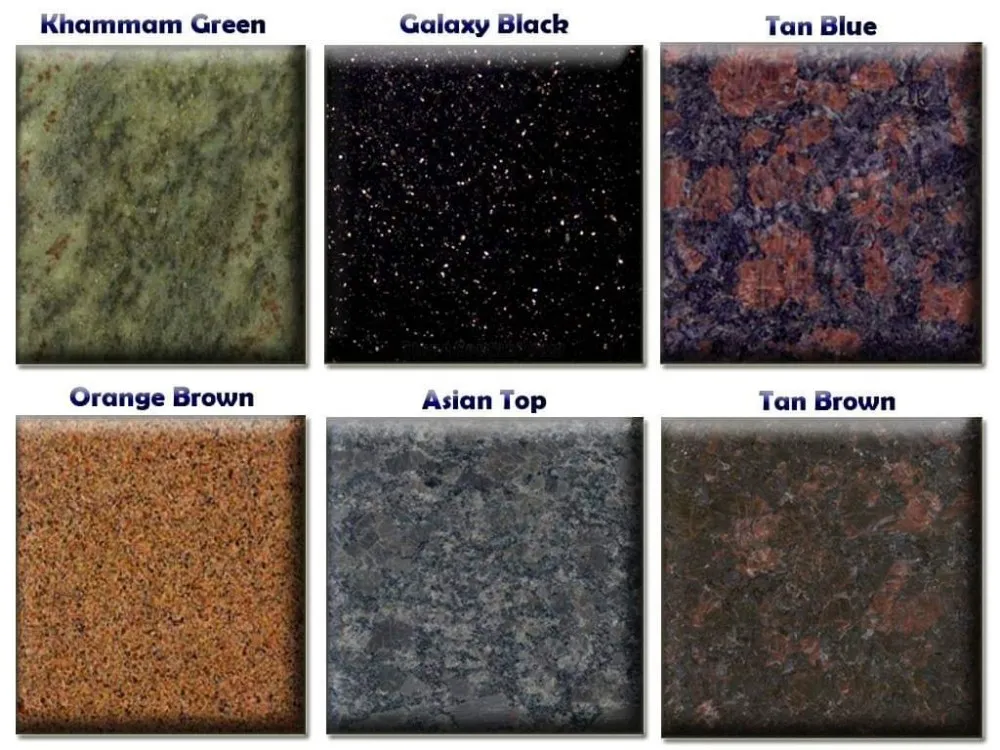 Khammam Green
Galaxy Black
Tan Blue
Orange Brown
Asian Top
Tan Brown